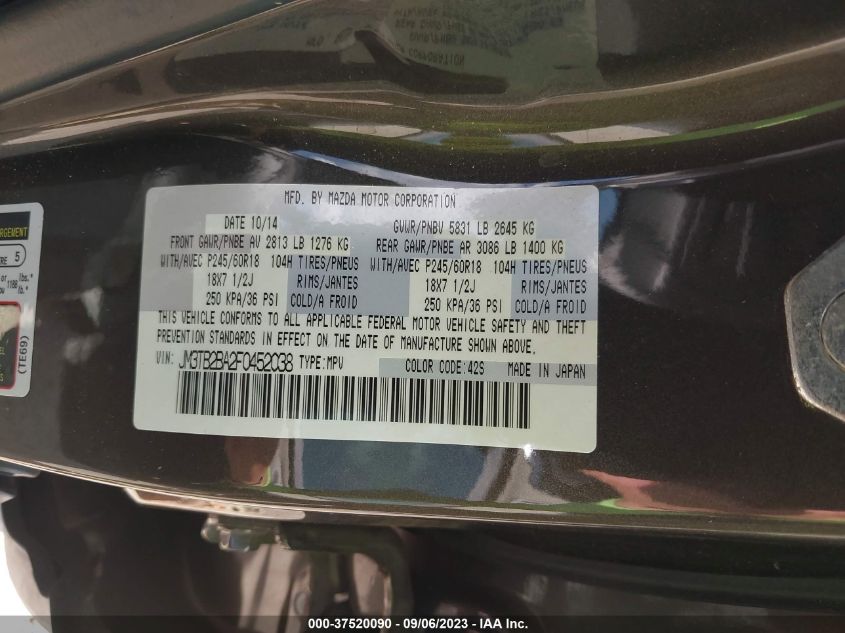 MFD. BY MAZDA MOTOR CORPORATION
DATE 10/14 GVWR/PNBV 5831 LB 2645 KG
FRONT GAWR/PNBE AV 2813 LB 1276 KG REAR GAWR/PNBE AR 3086 LB 1400 KG
WITH/AVEC P245/60R18 104H TIRES/PNEUS WITH/AVEC P245/60R18 104H TIRES/PNEUS
18X7 1/2J RIMS/JANTES 18X7 1/2J RIMS/JANTES
250 KPA/36 PSI COLD/A FROID 250 KPA/36 PSI COLD/A FROID
THIS VEHICLE CONFORMS TO ALL APPLICABLE FEDERAL MOTOR VEHICLE SAFETY AND THEFT
PREVENTION STANDARDS IN EFFECT ON THE DATE OF MANUFACTURE SHOWN ABOVE.
VIN: JM3TB2BA2F0452038 TYPE:MPV COLOR CODE:42S MADE IN JAPAN
5
(TE69)
000-37520090 - 09/06/2023 - IAA Inc.